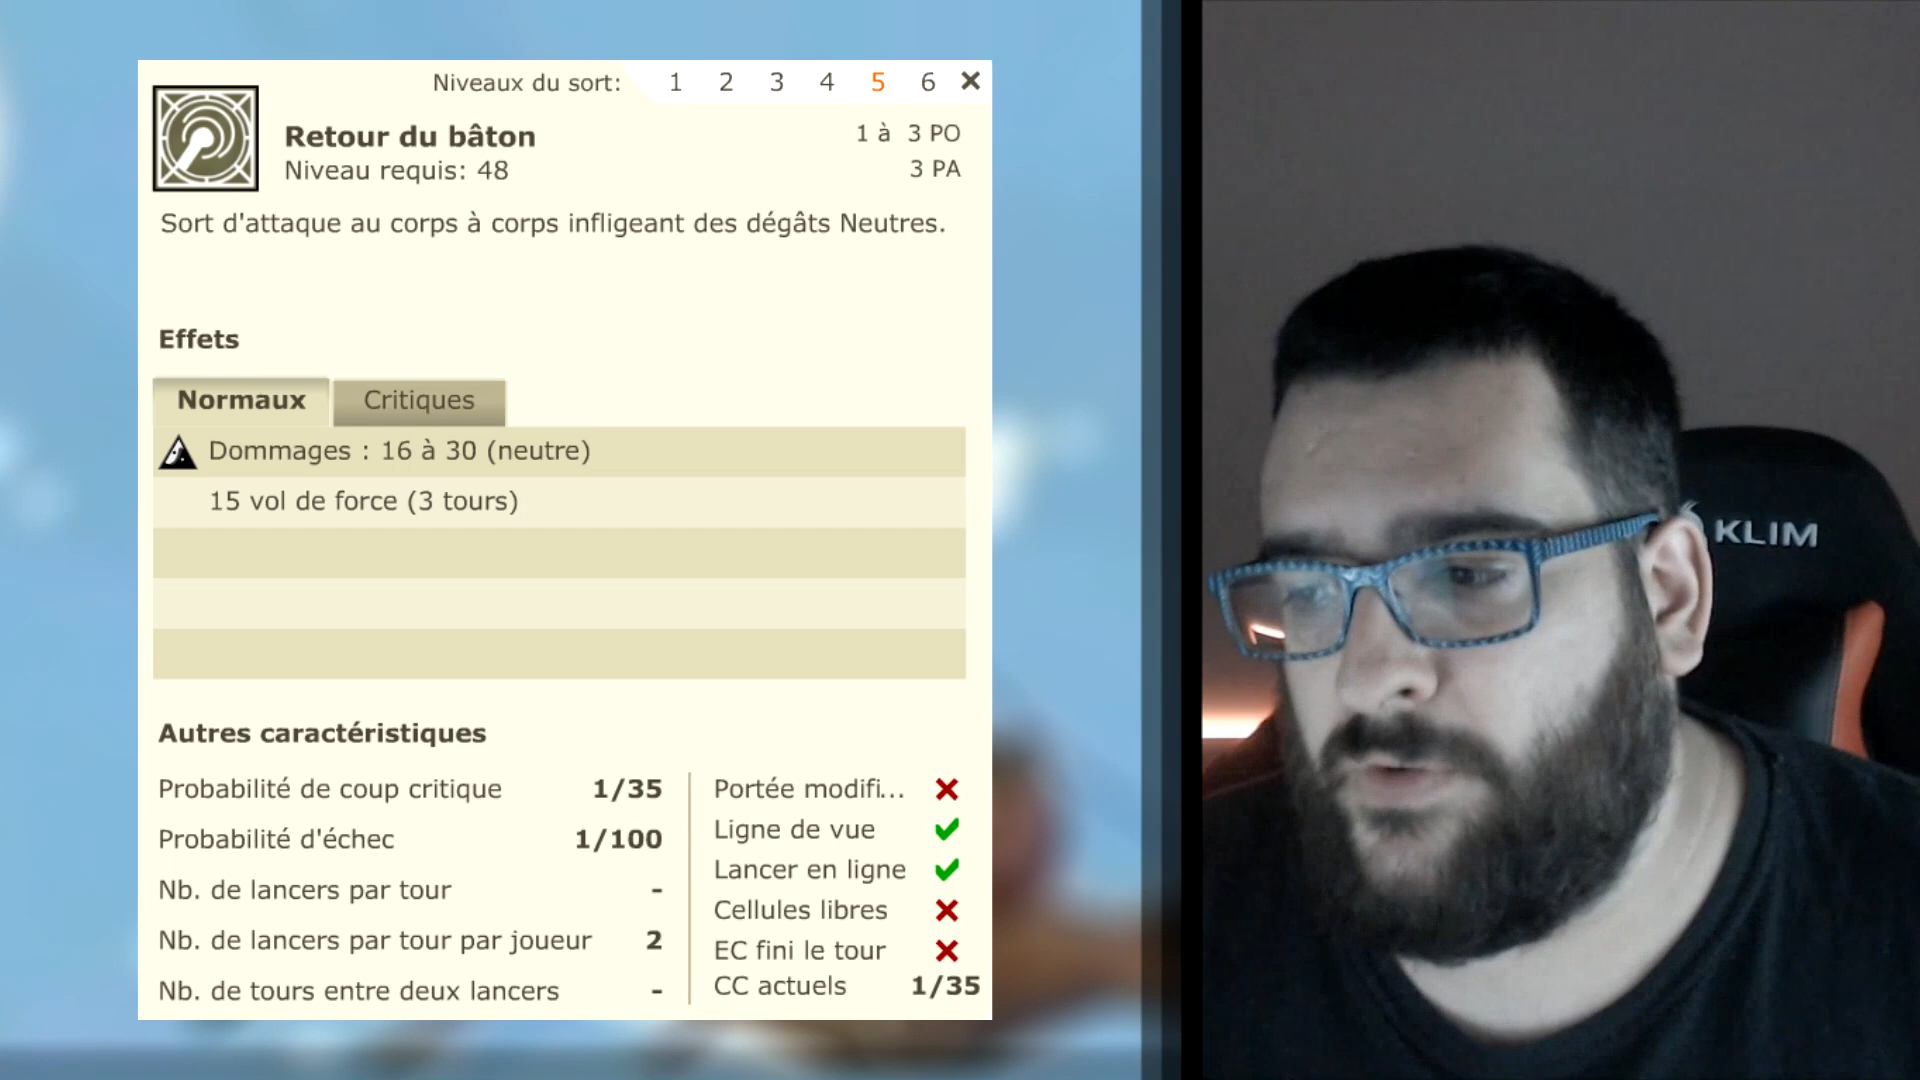 Niveaux du sort: 1 2 3 4 5 6
Retour du bâton
1 à 3 PO
Niveau requis: 48
3 PA
Sort d'attaque au corps à corps infligeant des dégâts Neutres.
Effets
Normaux
Critiques
Dommages : 16 à 30 (neutre)
15 vol de force (3 tours)
Autres caractéristiques
Probabilité de coup critique 1/35
Probabilité d'échec 1/100
Nb. de lancers par tour -
Nb. de lancers par tour par joueur 2
Nb. de tours entre deux lancers -
Portée modifi...
Ligne de vue
Lancer en ligne
Cellules libres
EC fini le tour
CC actuels 1/35
KLIM